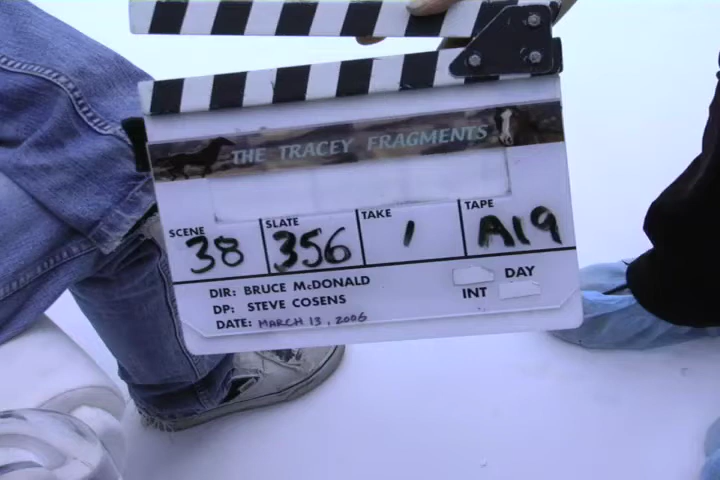 THE TRACEY FRAGMENTS
SCENE SLATE TAKE TAPE
38 356 1 A19
DIR: BRUCE McDONALD
DP: STEVE COSENS
DATE: MARCH 13, 2006
DAY
INT